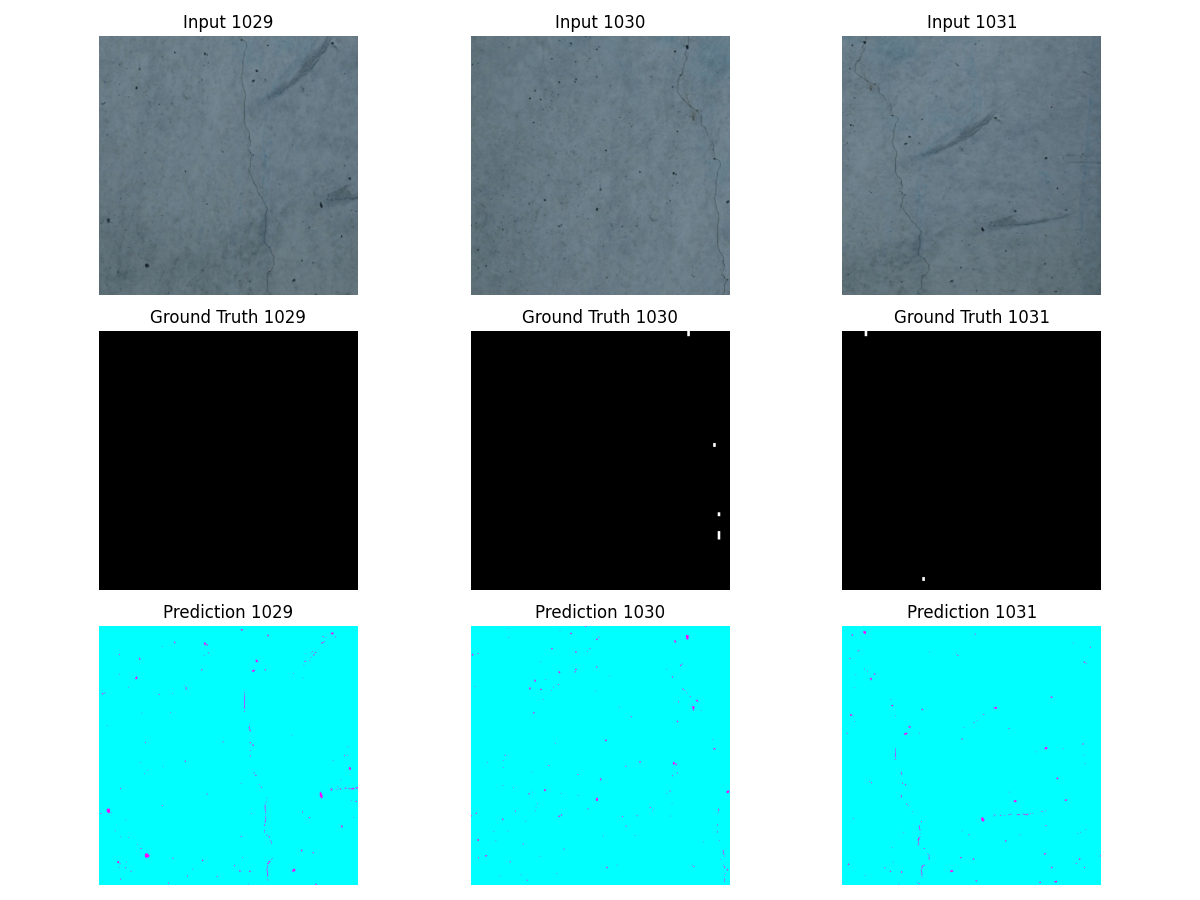 Input 1029
Input 1030
Input 1031
Ground Truth 1029
Ground Truth 1030
Ground Truth 1031
Prediction 1029
Prediction 1030
Prediction 1031